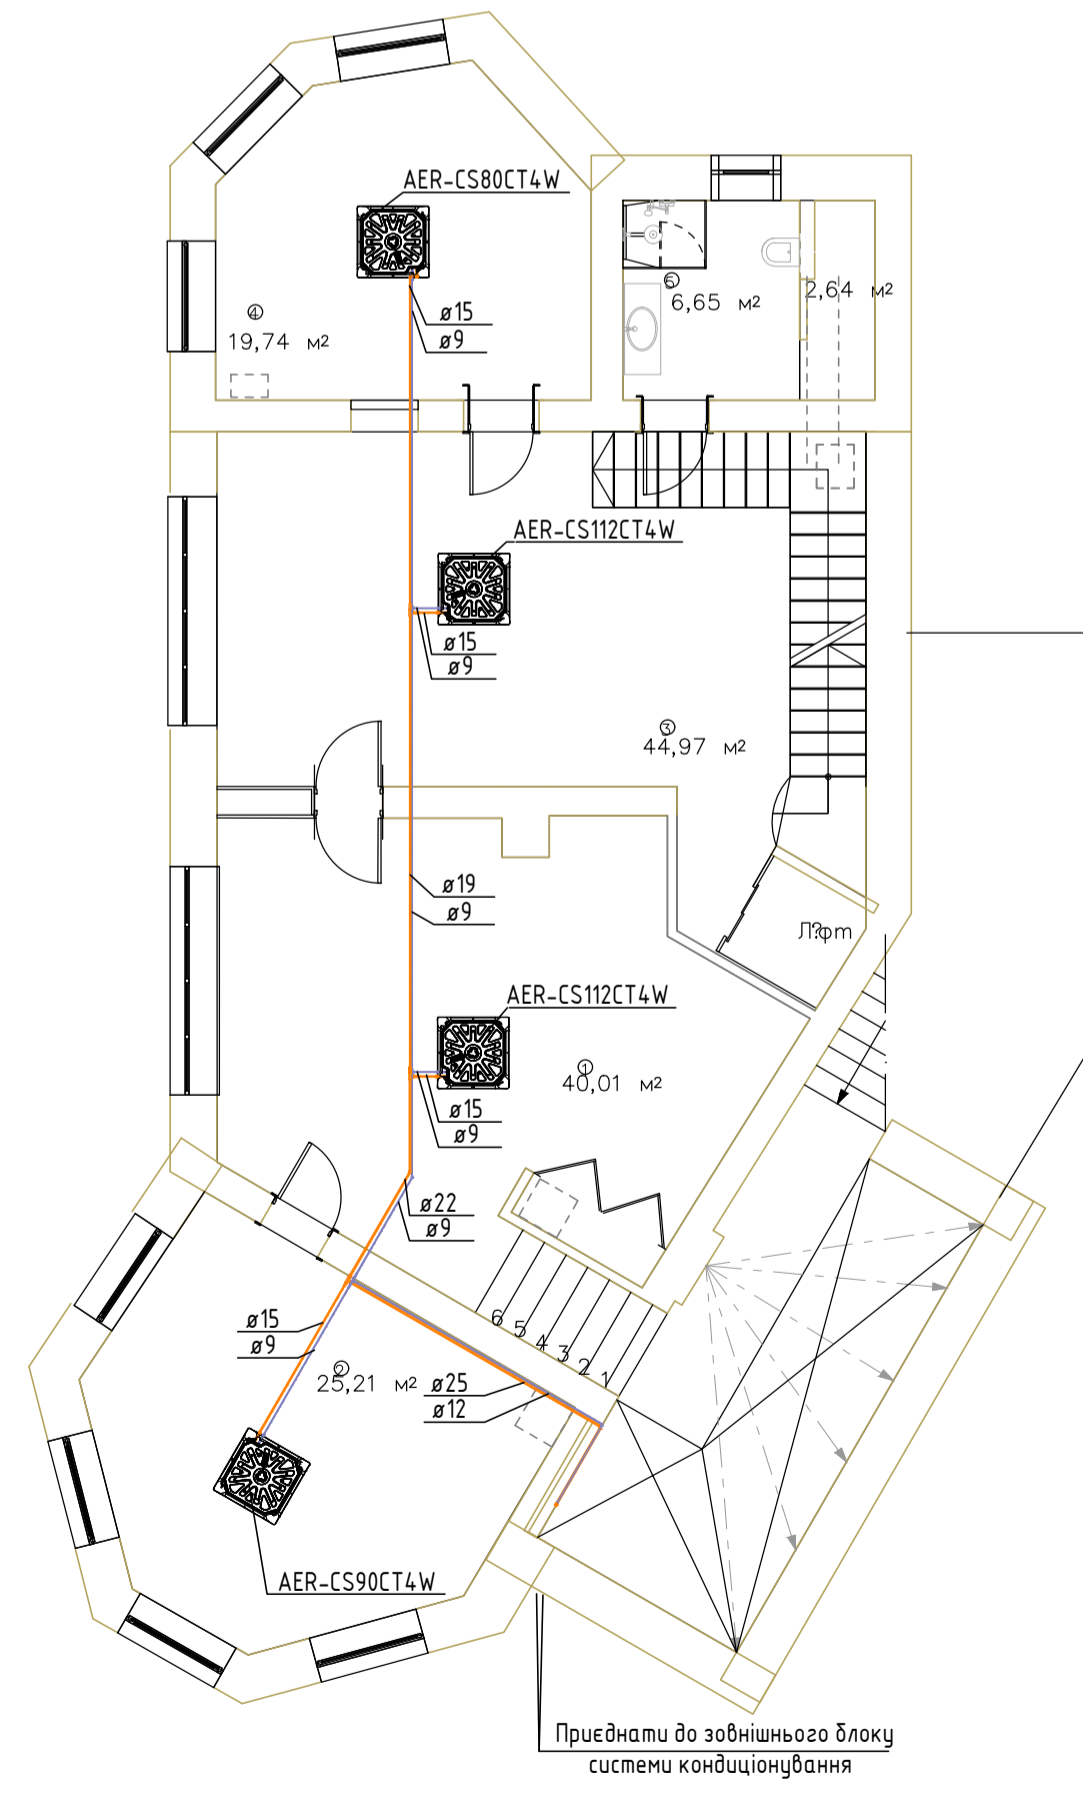 AER-CS80CT4W
ø15
ø9
4
19,74 м²
5
6,65 м²
2,64 м²
AER-CS112CT4W
ø15
ø9
3
44,97 м²
ø19
ø9
Л?фт
AER-CS112CT4W
1
40,01 м²
ø15
ø9
ø22
ø9
6 5 4 3 2 1
ø15
ø9
2
25,21 м²
ø25
ø12
AER-CS90CT4W
Приєднати до зовнішнього блоку
системи кондиціонування